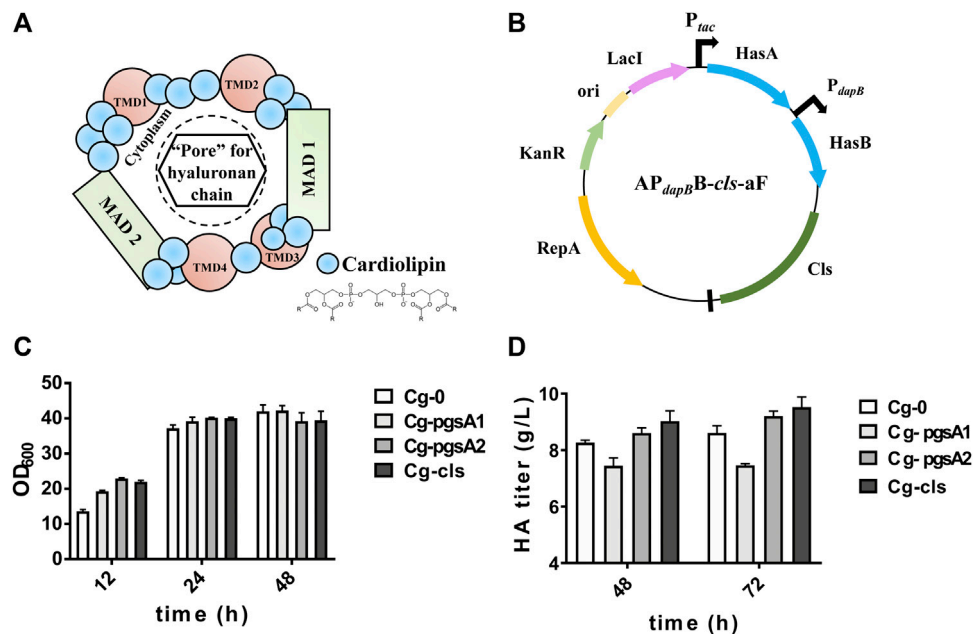 A
TMD1
TMD2
Cytoplasm
“Pore” for
hyaluronan
chain
MAD 1
MAD 2
TMD4
TMD3
Cardiolipin
O
O
O
O
P
O
O⁻
O
OH
O
O
P
O
O⁻
O
O
O
O
R
R
R
R
B
P_tac
LacI
HasA
ori
P_dapB
KanR
HasB
AP_dapBB-cls-aF
RepA
Cls
C
OD600
50
40
30
20
10
0
12
24
48
time (h)
Cg-0
Cg-pgsA1
Cg-pgsA2
Cg-cls
D
HA titer (g/L)
10
8
6
4
48
72
time (h)
Cg-0
Cg-pgsA1
Cg-pgsA2
Cg-cls